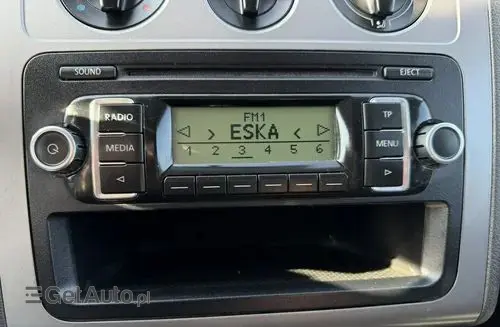 SOUND
EJECT
FM1
RADIO
ESKA
TP
MEDIA
1 2 3 4 5 6
MENU
GetAuto.pl